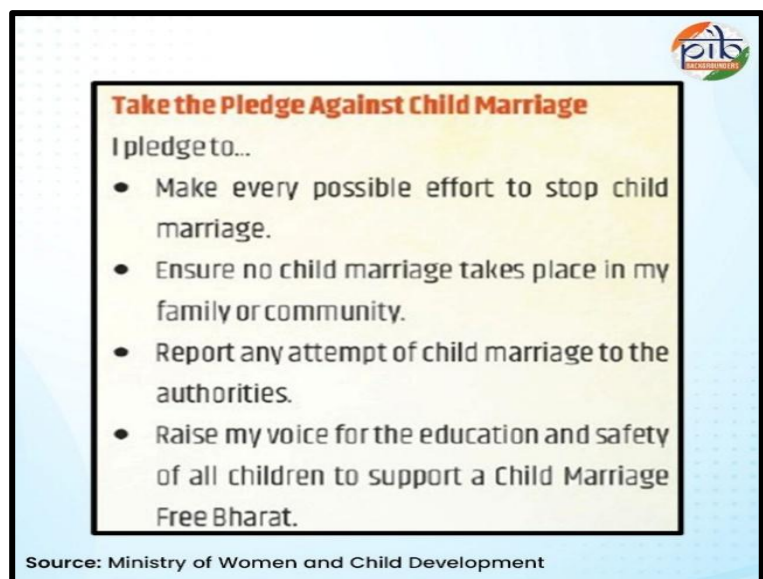 pib
BACKGROUNDERS
Take the Pledge Against Child Marriage
I pledge to...
• Make every possible effort to stop child
marriage.
• Ensure no child marriage takes place in my
family or community.
• Report any attempt of child marriage to the
authorities.
• Raise my voice for the education and safety
of all children to support a Child Marriage
Free Bharat.
Source: Ministry of Women and Child Development